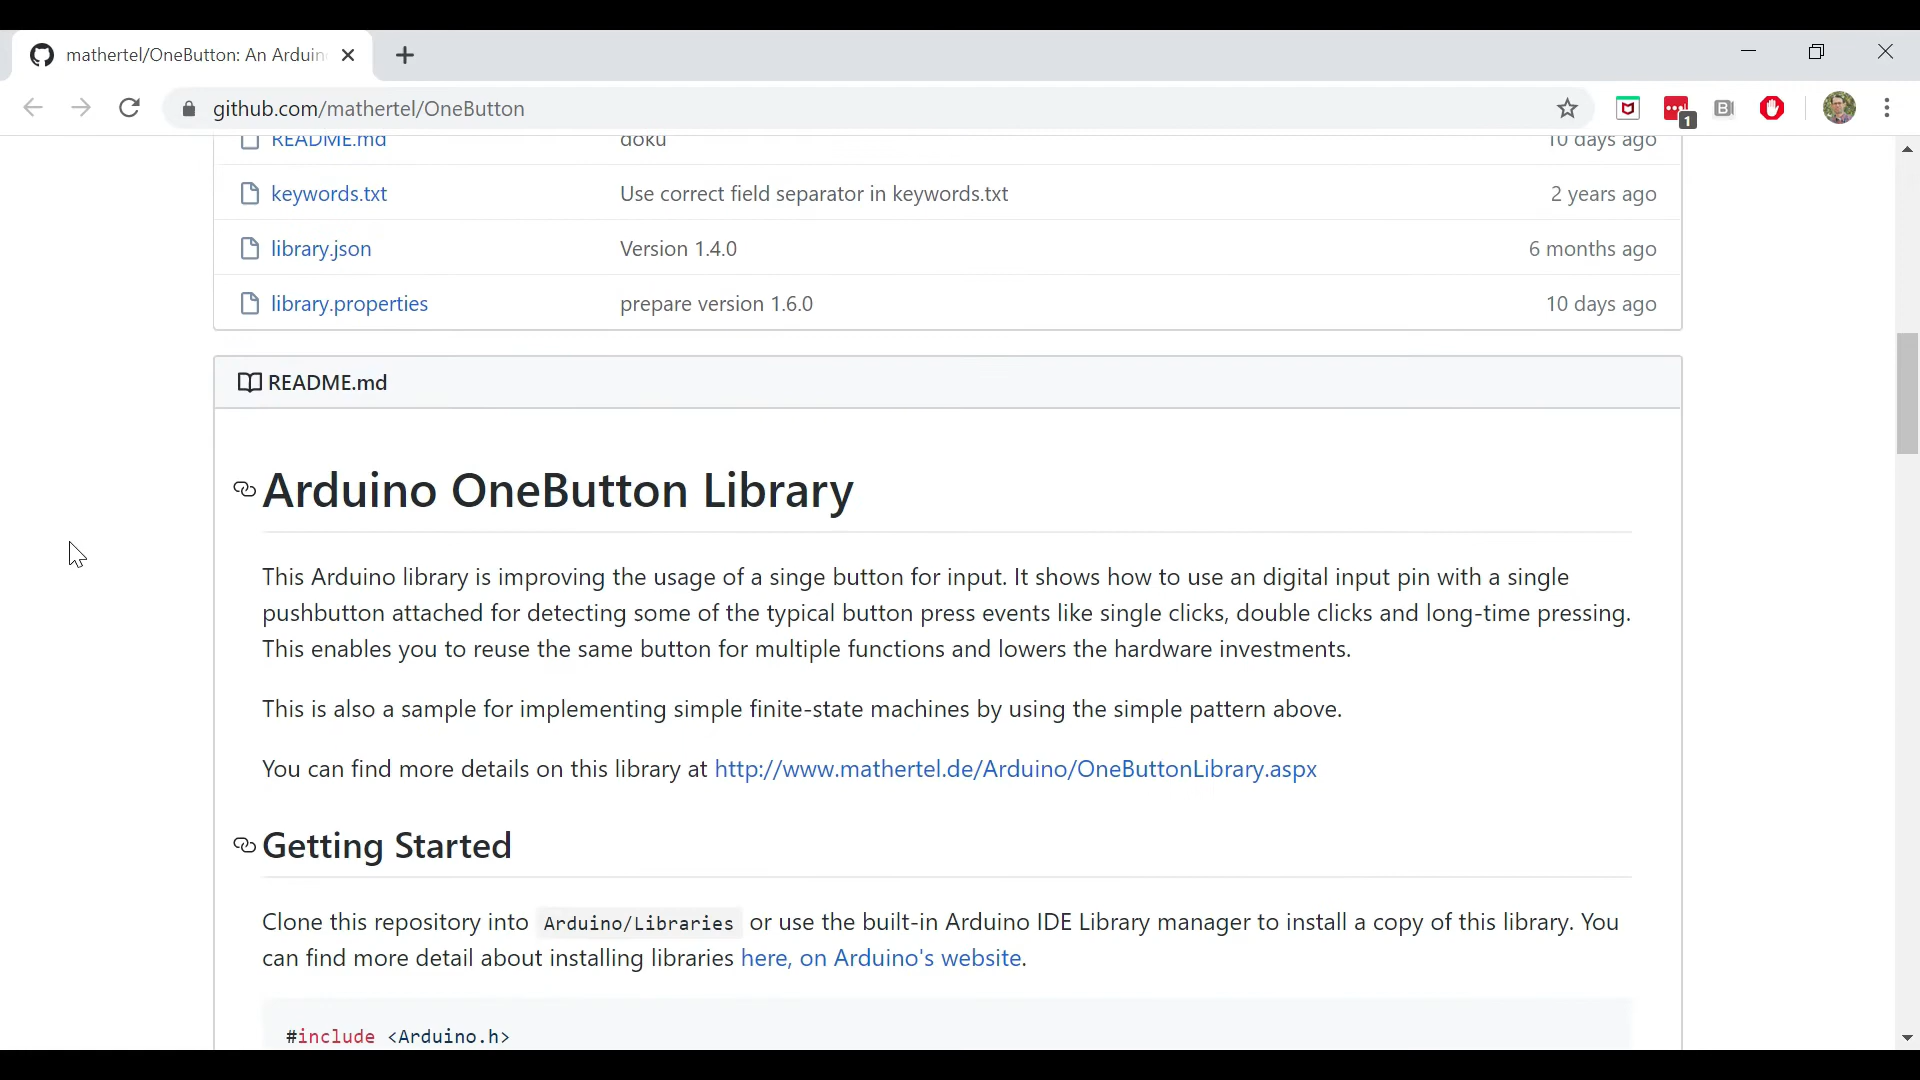 mathertel/OneButton: An Arduin
github.com/mathertel/OneButton
1
README.md doku 10 days ago
keywords.txt Use correct field separator in keywords.txt 2 years ago
library.json Version 1.4.0 6 months ago
library.properties prepare version 1.6.0 10 days ago
README.md
Arduino OneButton Library
This Arduino library is improving the usage of a singe button for input. It shows how to use an digital input pin with a single
pushbutton attached for detecting some of the typical button press events like single clicks, double clicks and long-time pressing.
This enables you to reuse the same button for multiple functions and lowers the hardware investments.
This is also a sample for implementing simple finite-state machines by using the simple pattern above.
You can find more details on this library at http://www.mathertel.de/Arduino/OneButtonLibrary.aspx
Getting Started
Clone this repository into Arduino/Libraries or use the built-in Arduino IDE Library manager to install a copy of this library. You
can find more detail about installing libraries here, on Arduino's website.
#include <Arduino.h>